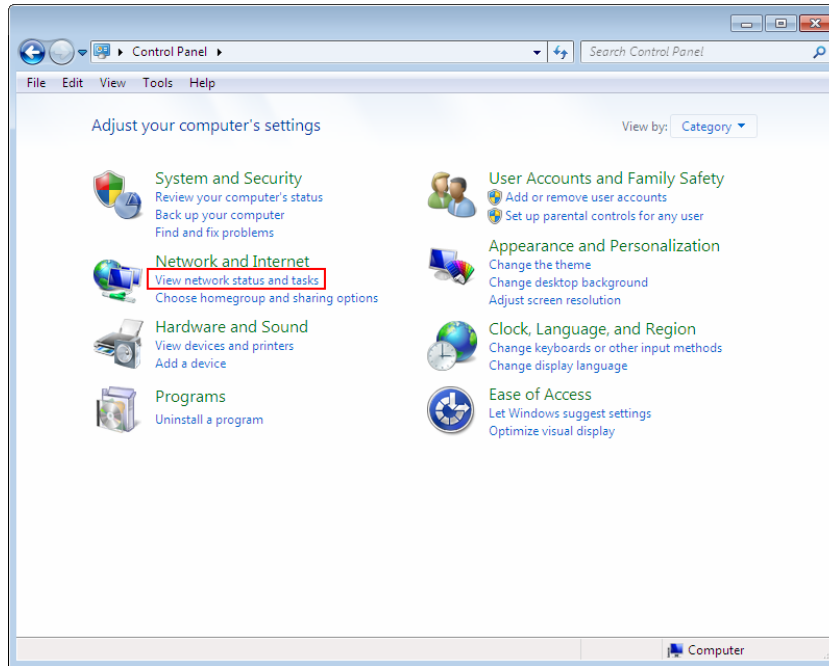 Control Panel
Search Control Panel
File Edit View Tools Help
Adjust your computer's settings
View by: Category
System and Security
Review your computer's status
Back up your computer
Find and fix problems
Network and Internet
View network status and tasks
Choose homegroup and sharing options
Hardware and Sound
View devices and printers
Add a device
Programs
Uninstall a program
User Accounts and Family Safety
Add or remove user accounts
Set up parental controls for any user
Appearance and Personalization
Change the theme
Change desktop background
Adjust screen resolution
Clock, Language, and Region
Change keyboards or other input methods
Change display language
Ease of Access
Let Windows suggest settings
Optimize visual display
Computer